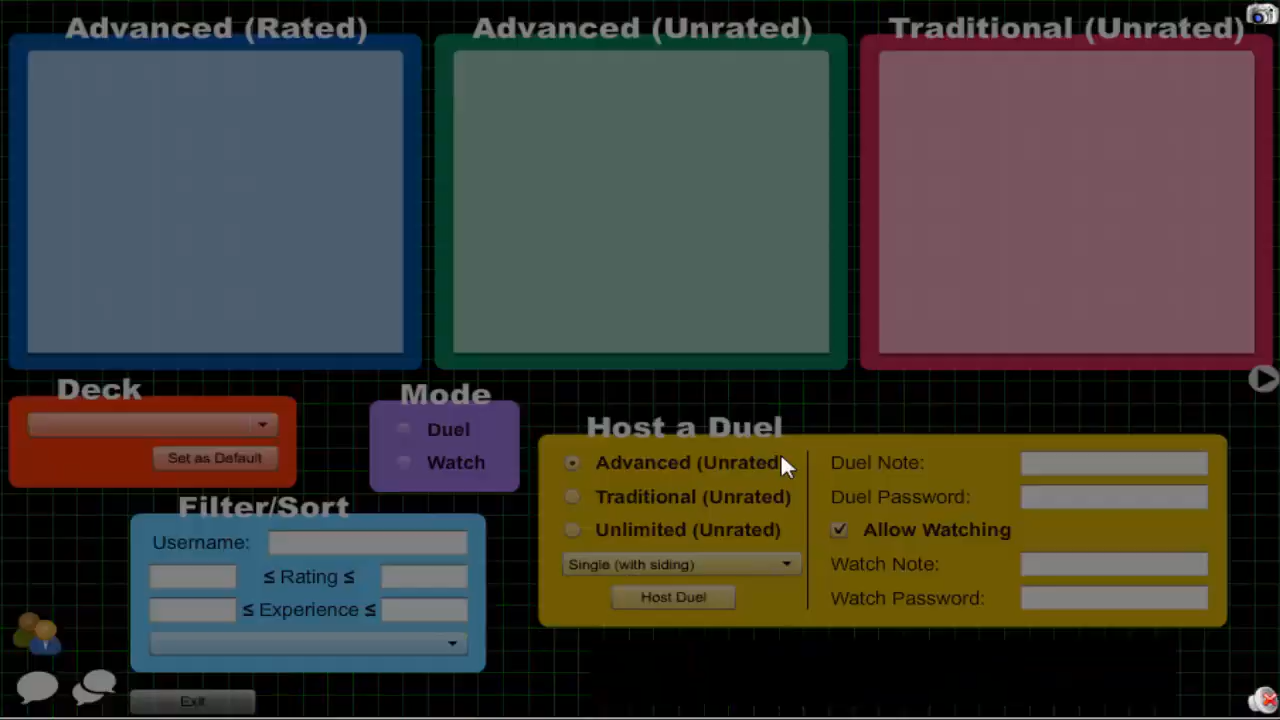 Advanced (Rated)
Advanced (Unrated)
Traditional (Unrated)
Deck
Set as Default
Mode
Duel
Watch
Filter/Sort
Username:
≤ Rating ≤
≤ Experience ≤
Exit
Host a Duel
Advanced (Unrated)
Traditional (Unrated)
Unlimited (Unrated)
Single (with siding)
Host Duel
Duel Note:
Duel Password:
Allow Watching
Watch Note:
Watch Password: